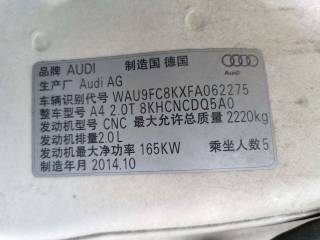 品牌 AUDI 制造国 德国
Audi
生产厂 Audi AG
车辆识别代号 WAU9FC8KXFA062275
整车型号 A4 2.0T 8KHCNCDQ5A0
发动机型号 CNC 最大允许总质量 2220kg
发动机排量2.0L
发动机最大净功率 165KW 乘坐人数5
制造年月 2014.10